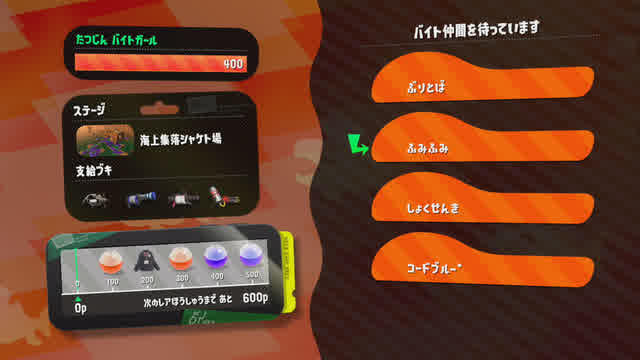 たつじん バイトガール
400
ステージ
海上集落シャケト場
支給ブキ
0
100
200
300
400
500
0p
次のレアほうしゅうまで あと 600p
バイト仲間を待っています
ぶりとば
ふみふみ
しょくせんき
コードブルー゛